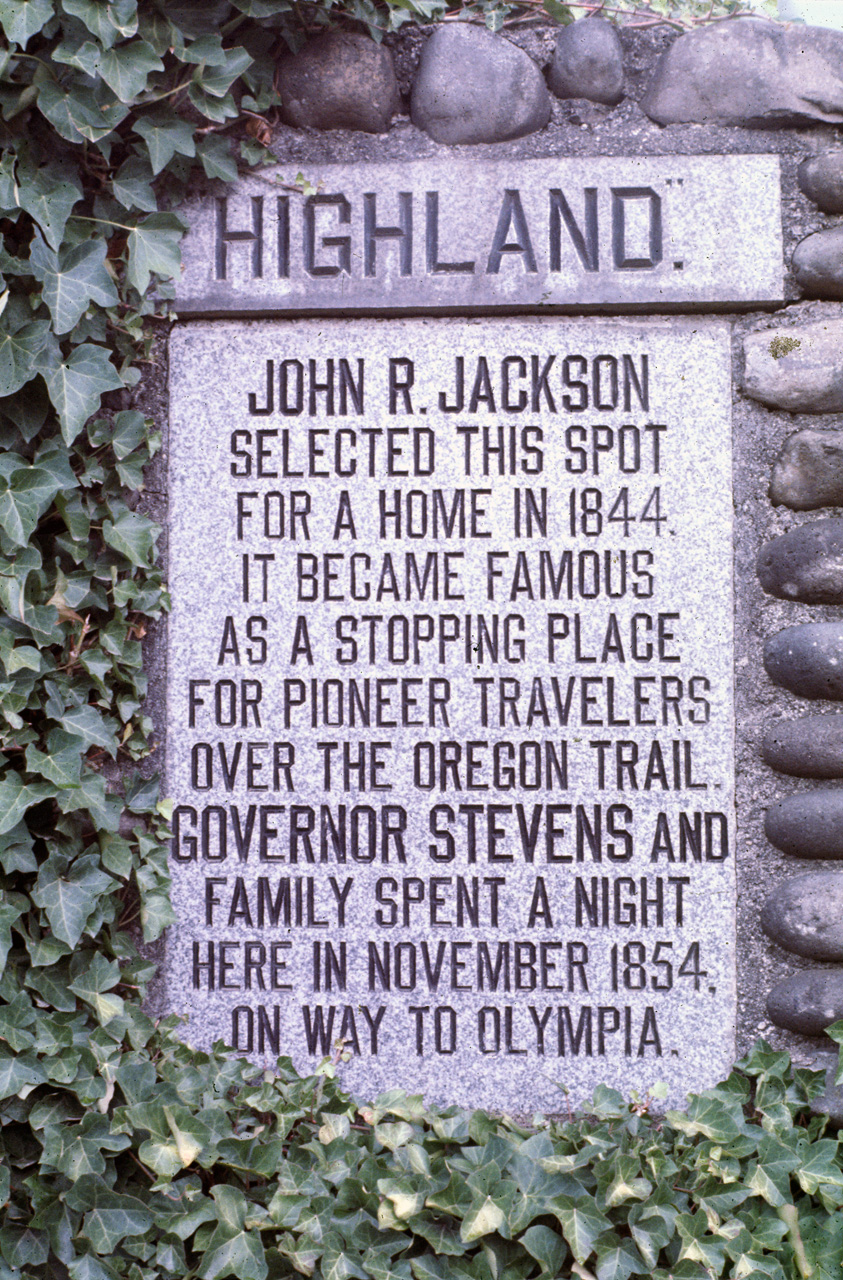 "HIGHLAND."
JOHN R. JACKSON
SELECTED THIS SPOT
FOR A HOME IN 1844.
IT BECAME FAMOUS
AS A STOPPING PLACE
FOR PIONEER TRAVELERS
OVER THE OREGON TRAIL.
GOVERNOR STEVENS AND
FAMILY SPENT A NIGHT
HERE IN NOVEMBER 1854,
ON WAY TO OLYMPIA.